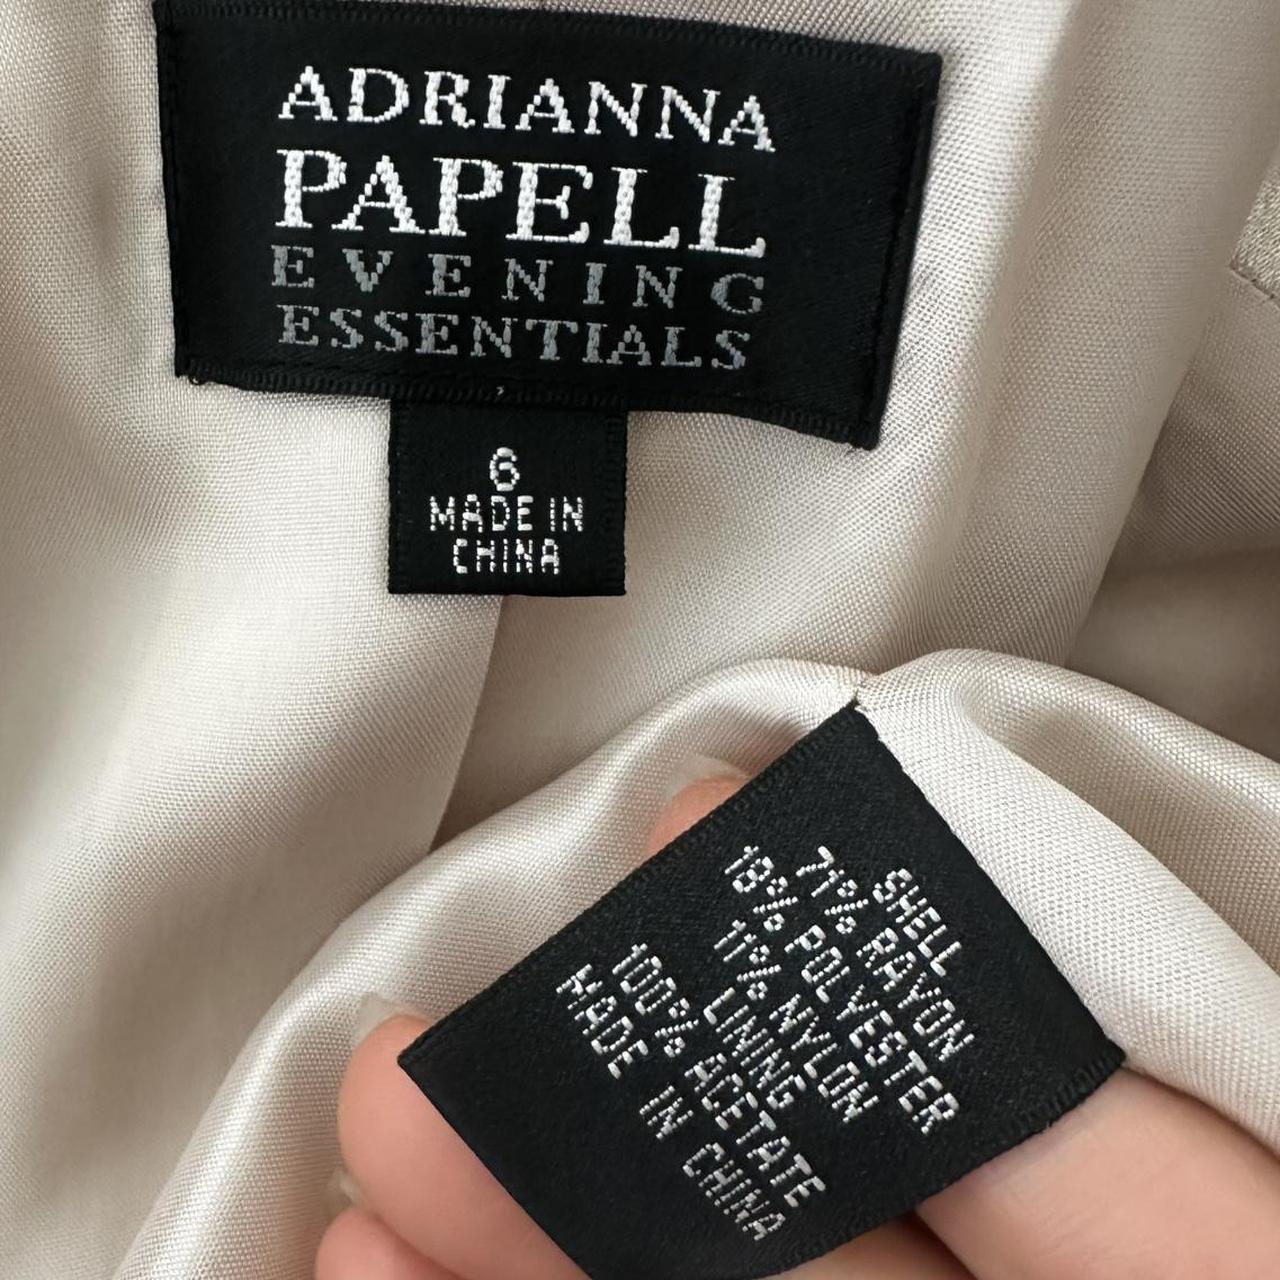 ADRIANNA
PAPELL
EVENING
ESSENTIALS
6
MADE IN
CHINA
SHELL
71% RAYON
18% POLYESTER
11% NYLON
LINING
100% ACETATE
MADE IN CHINA